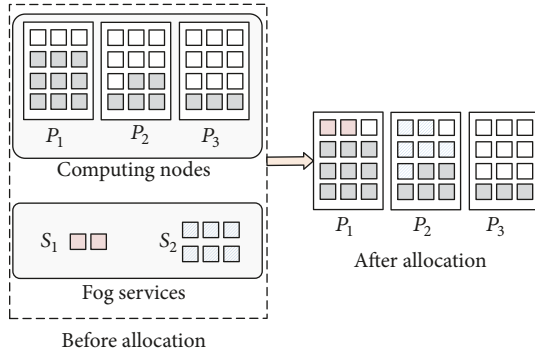 P1 P2 P3
Computing nodes
S1 S2
Fog services
Before allocation
P1 P2 P3
After allocation